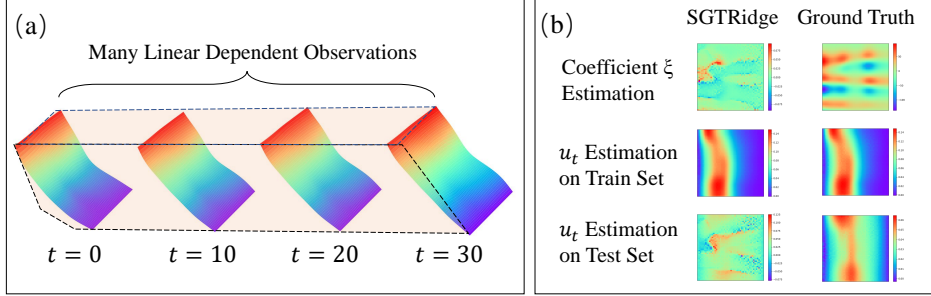 (a)
Many Linear Dependent Observations
t = 0
t = 10
t = 20
t = 30
(b)
SGTRidge
Ground Truth
Coefficient ξ
Estimation
u_t Estimation
on Train Set
u_t Estimation
on Test Set